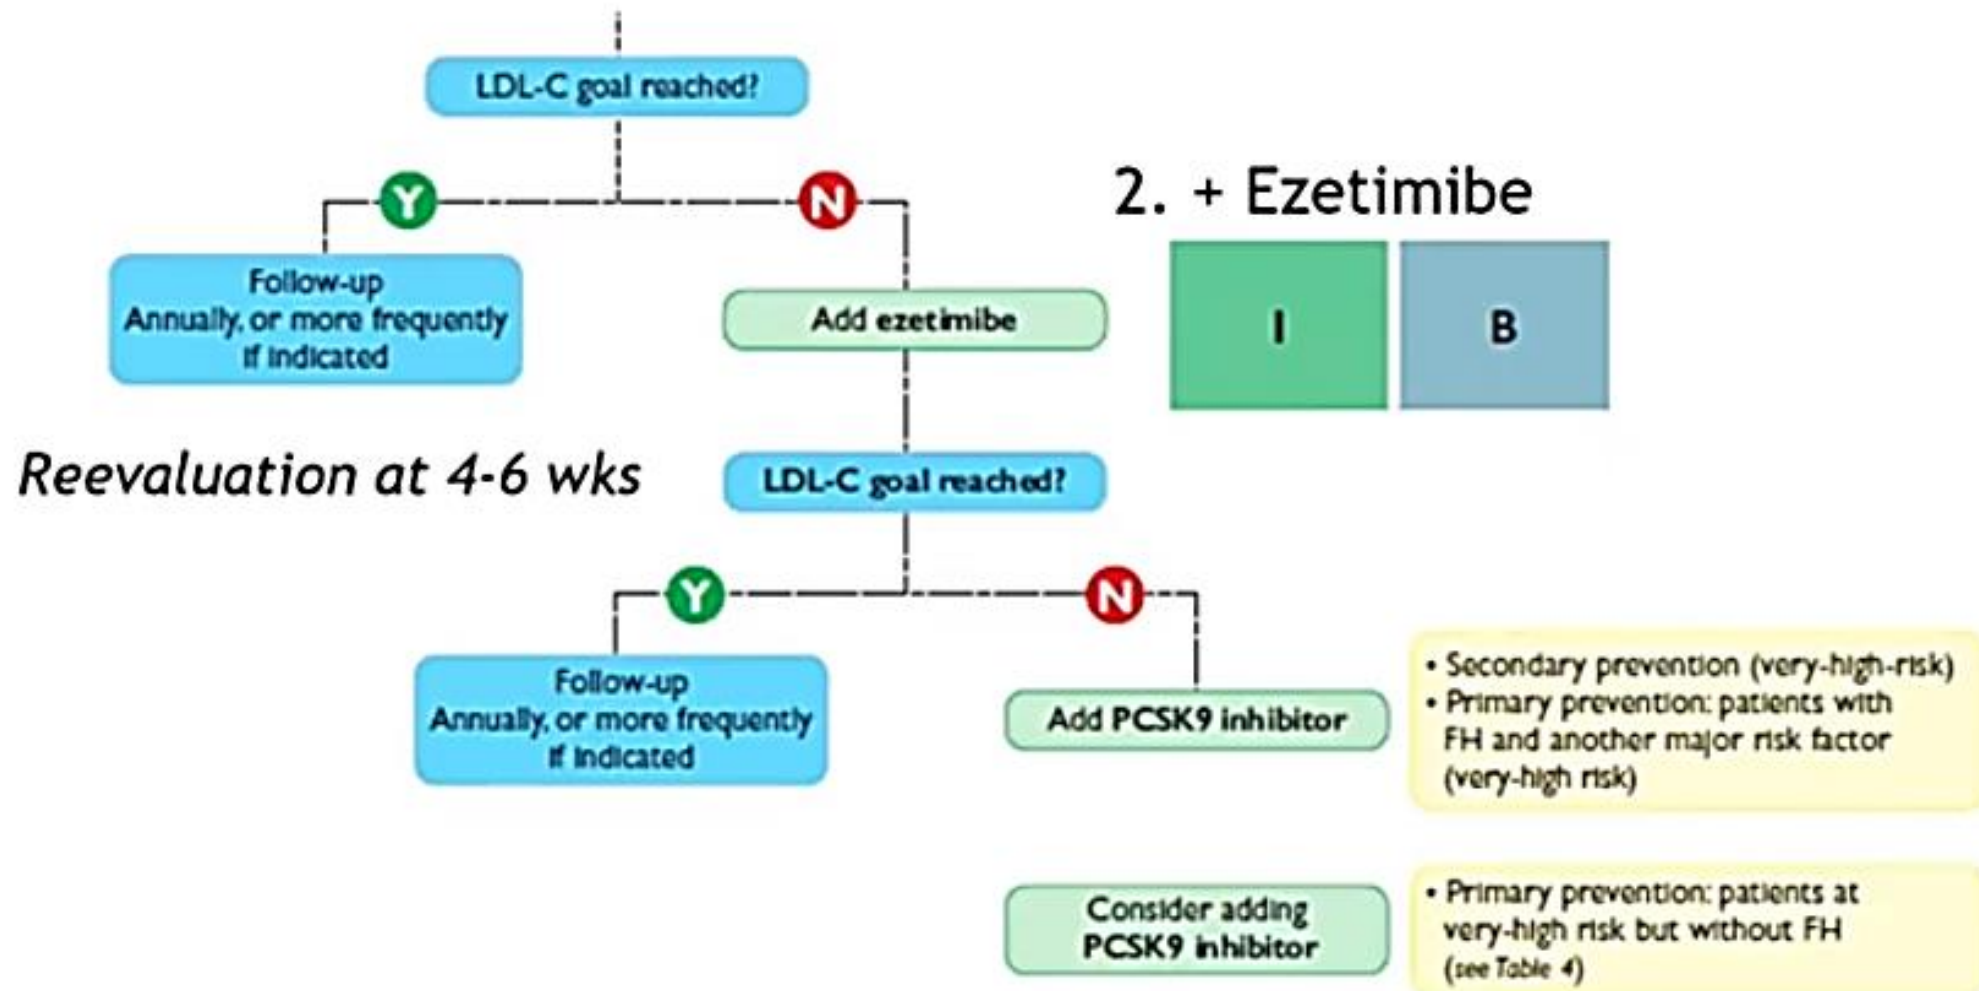 LDL-C goal reached?
Y
N
2. + Ezetimibe
Follow-up
Annually, or more frequently
if indicated
Add ezetimibe
I
B
Reevaluation at 4-6 wks
LDL-C goal reached?
Y
N
Follow-up
Annually, or more frequently
if indicated
Add PCSK9 inhibitor
• Secondary prevention (very-high-risk)
• Primary prevention: patients with
FH and another major risk factor
(very-high risk)
Consider adding
PCSK9 inhibitor
• Primary prevention: patients at
very-high risk but without FH
(see Table 4)